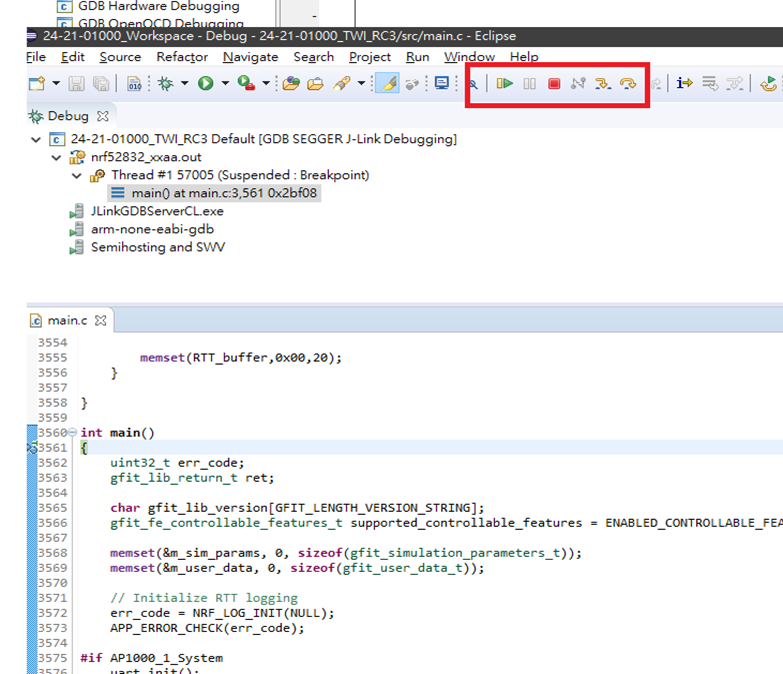 GDB Hardware Debugging
GDB OpenOCD Debugging
24-21-01000_Workspace - Debug - 24-21-01000_TWI_RC3/src/main.c - Eclipse
File Edit Source Refactor Navigate Search Project Run Window Help
Debug
24-21-01000_TWI_RC3 Default [GDB SEGGER J-Link Debugging]
nrf52832_xxaa.out
Thread #1 57005 (Suspended : Breakpoint)
main() at main.c:3,561 0x2bf08
JLinkGDBServerCL.exe
arm-none-eabi-gdb
Semihosting and SWV
main.c
3554
3555 memset(RTT_buffer,0x00,20);
3556 }
3557
3558 }
3559
3560 int main()
3561 {
3562 uint32_t err_code;
3563 gfit_lib_return_t ret;
3564
3565 char gfit_lib_version[GFIT_LENGTH_VERSION_STRING];
3566 gfit_fe_controllable_features_t supported_controllable_features = ENABLED_CONTROLLABLE_FEA
3567
3568 memset(&m_sim_params, 0, sizeof(gfit_simulation_parameters_t));
3569 memset(&m_user_data, 0, sizeof(gfit_user_data_t));
3570
3571 // Initialize RTT logging
3572 err_code = NRF_LOG_INIT(NULL);
3573 APP_ERROR_CHECK(err_code);
3574
3575 #if AP1000_1_System
3576 uart_init();